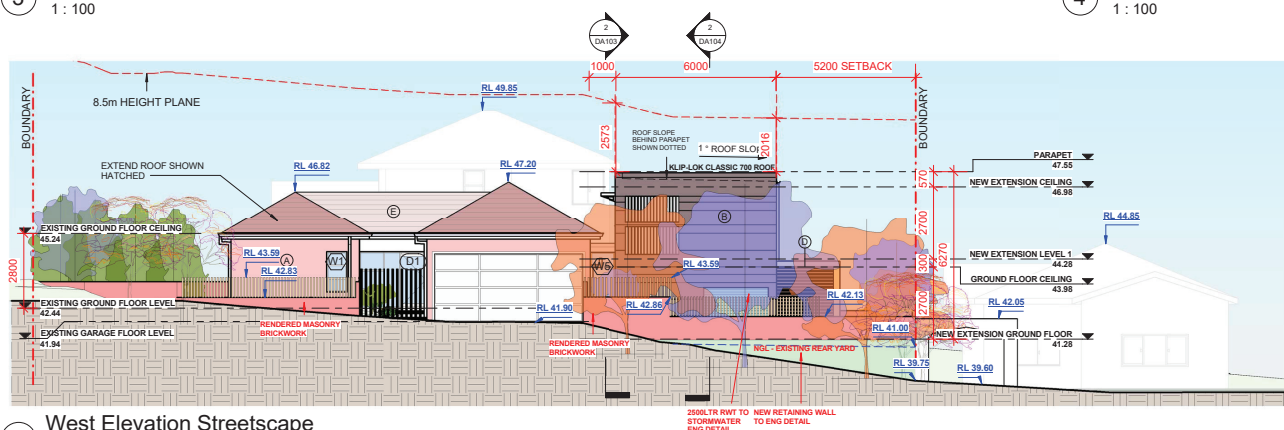 3
1 : 100
4
1 : 100
2
DA103
2
DA104
1000
6000
5200 SETBACK
BOUNDARY
8.5m HEIGHT PLANE
RL 49.85
2573
ROOF SLOPE
BEHIND PARAPET
SHOWN DOTTED
1 ° ROOF SLOP
2016
BOUNDARY
EXTEND ROOF SHOWN
HATCHED
RL 46.82
RL 47.20
KLIP-LOK CLASSIC 700 ROOF
PARAPET
47.55
570
NEW EXTENSION CEILING
46.98
E
B
2700
RL 44.85
EXISTING GROUND FLOOR CEILING
45.24
D
6270
A
RL 43.59
W1
D1
W5
RL 43.59
NEW EXTENSION LEVEL 1
44.28
300
2800
RL 42.83
GROUND FLOOR CEILING
43.98
EXISTING GROUND FLOOR LEVEL
42.44
RL 41.90
RL 42.86
RL 42.13
2700
RL 42.05
RENDERED MASONRY
BRICKWORK
EXISTING GARAGE FLOOR LEVEL
41.94
RENDERED MASONRY
BRICKWORK
RL 41.00
NEW EXTENSION GROUND FLOOR
41.28
NGL - EXISTING REAR YARD
RL 39.75
RL 39.60
2500LTR RWT TO
STORMWATER
ENG DETAIL
NEW RETAINING WALL
TO ENG DETAIL
West Elevation Streetscape